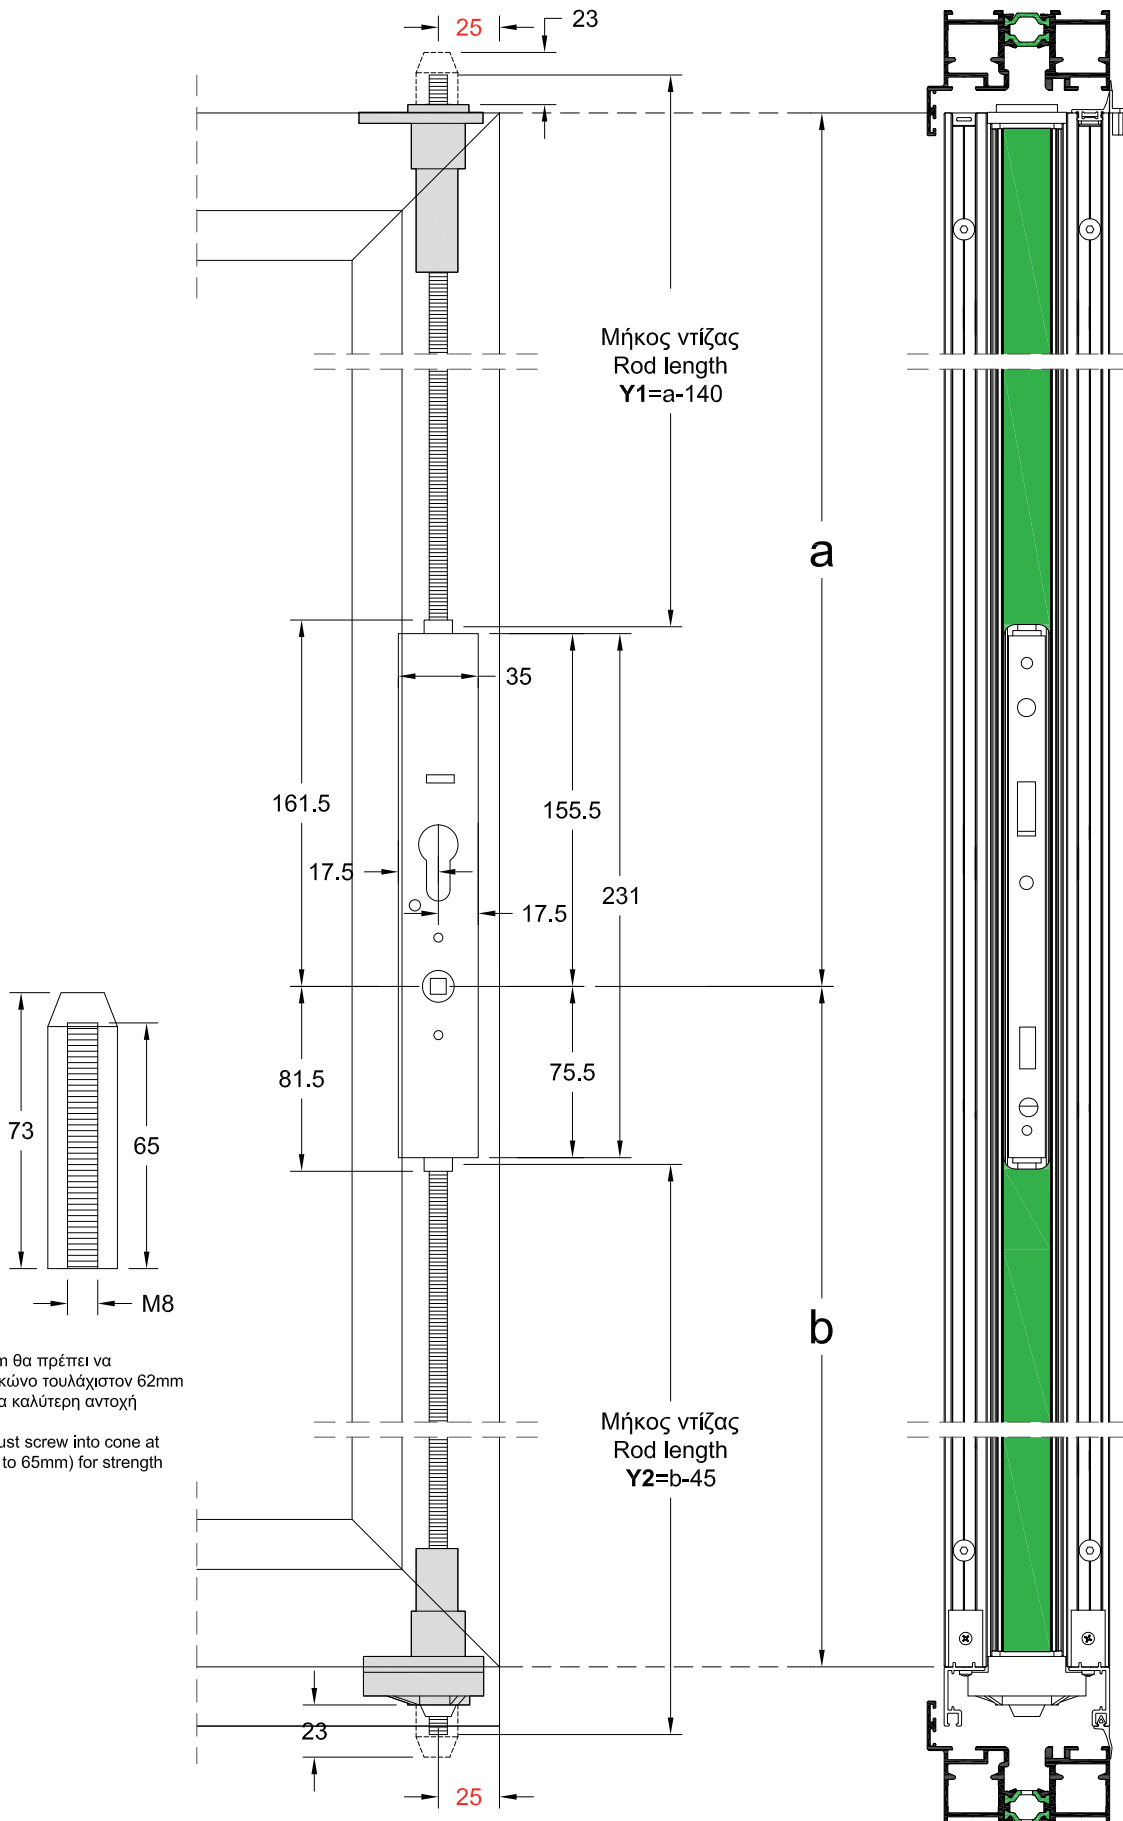 25
23
Μήκος ντίζας
Rod length
Y1=a-140
a
35
161.5
155.5
17.5
231
17.5
81.5
75.5
73
65
M8
b
θα πρέπει να
κώνο τουλάχιστον 62mm
καλύτερη αντοχή
screw into cone at
to 65mm) for strength
Μήκος ντίζας
Rod length
Y2=b-45
23
25